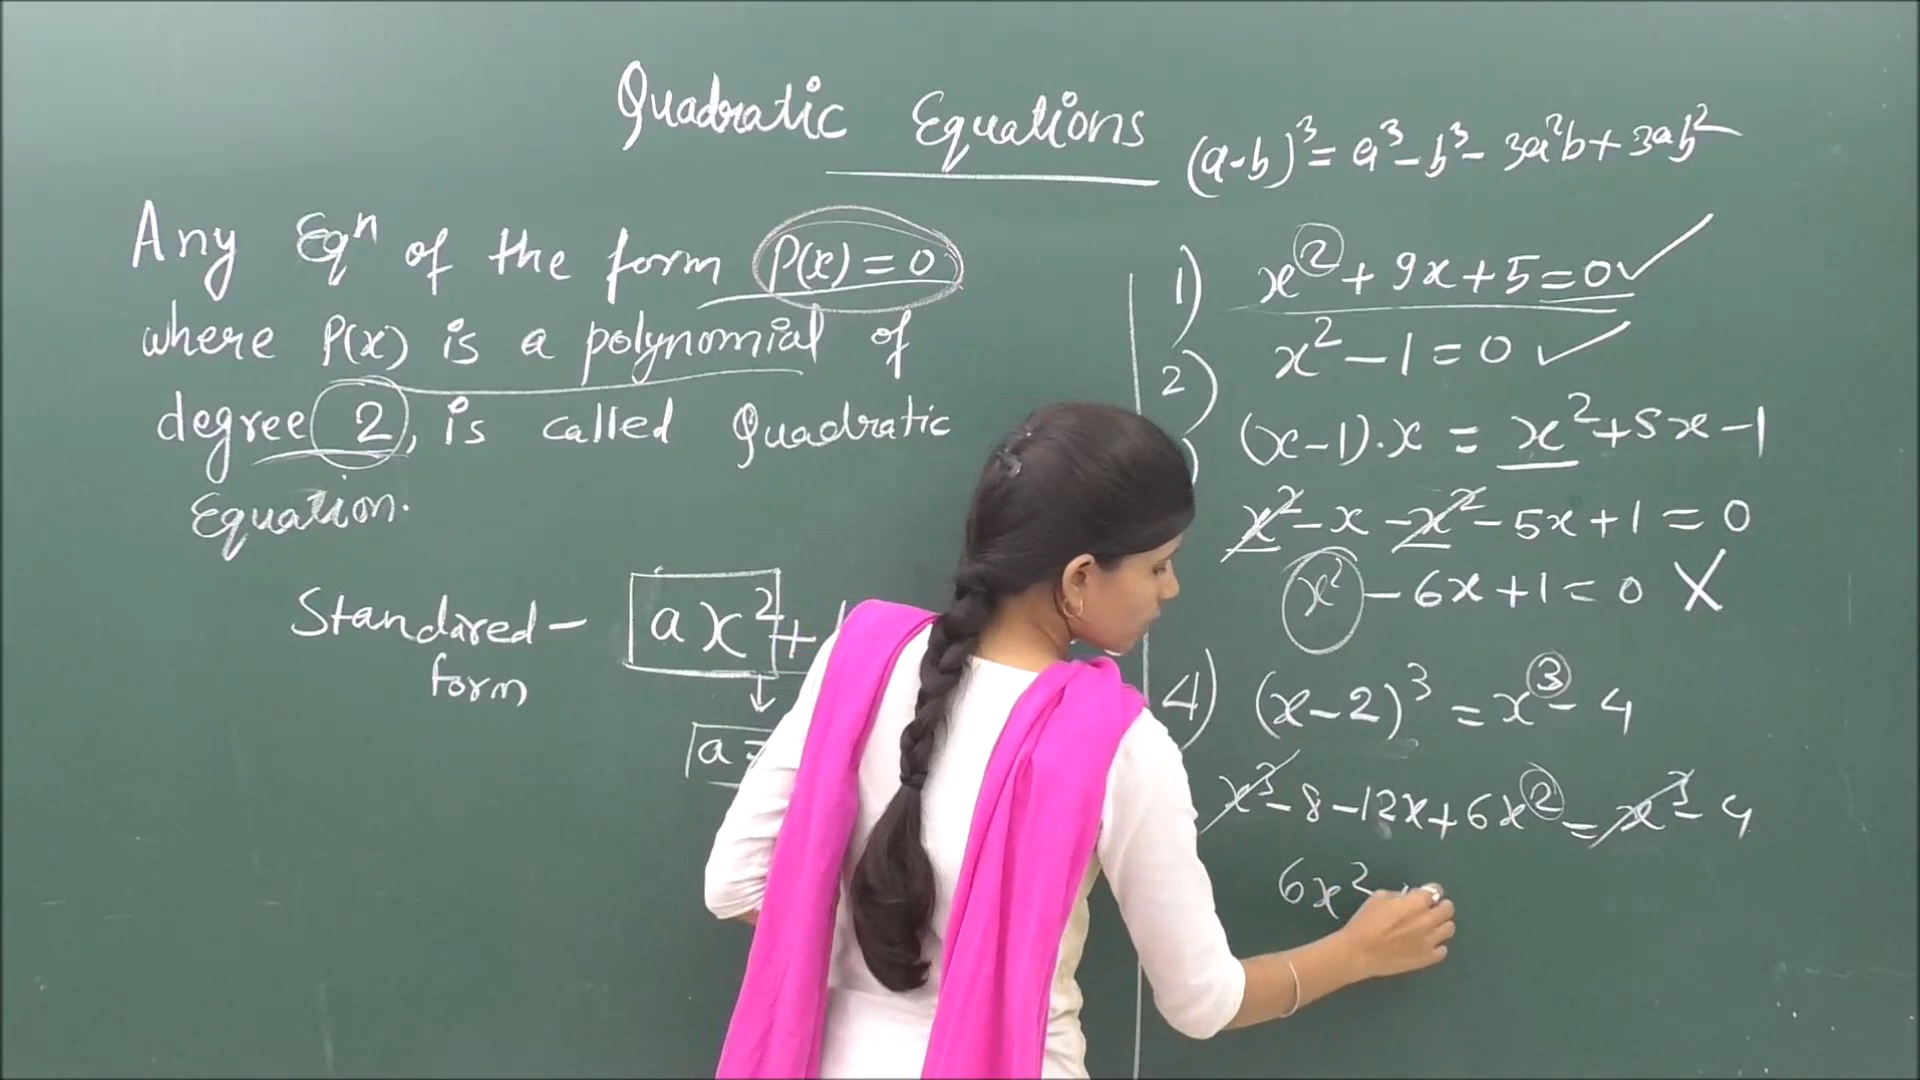 Quadratic Equations
(a-b)³ = a³ - b³ - 3a²b + 3ab²
Any Eqⁿ of the form P(x) = 0
where P(x) is a polynomial of
degree 2, is called Quadratic
Equation.
Standared - ax² +
form
a
1) x² + 9x + 5 = 0 ✓
2) x² - 1 = 0 ✓
) (x-1).x = x² + 5x - 1
x² - x - x² - 5x + 1 = 0
x² - 6x + 1 = 0 X
4) (x-2)³ = x³ - 4
x³ - 8 - 12x + 6x² = x³ - 4
6x²